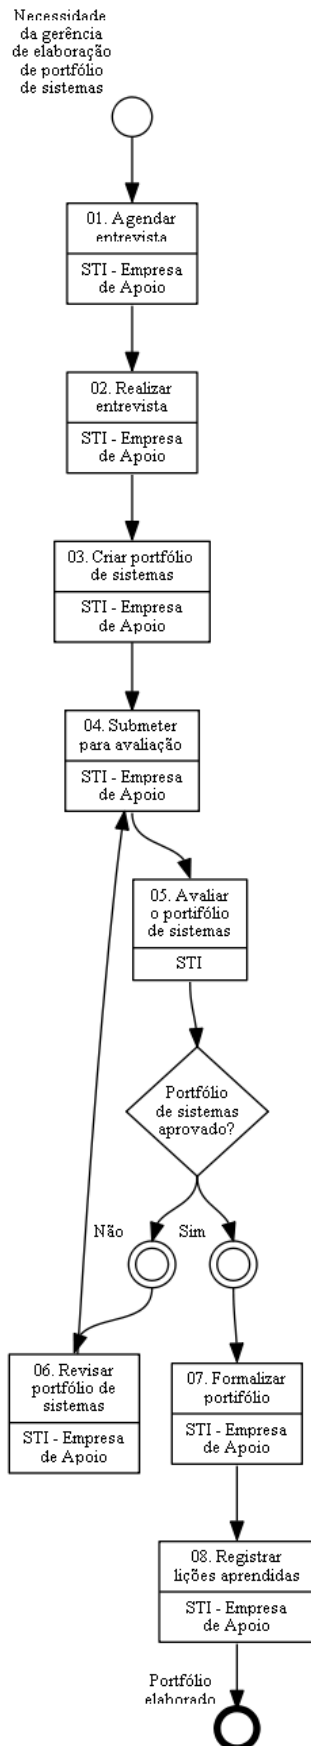 Necessidade
da gerência
de elaboração
de portfólio
de sistemas
01. Agendar
entrevista
STI - Empresa
de Apoio
02. Realizar
entrevista
STI - Empresa
de Apoio
03. Criar portfólio
de sistemas
STI - Empresa
de Apoio
04. Submeter
para avaliação
STI - Empresa
de Apoio
05. Avaliar
o portifólio
de sistemas
STI
Portfólio
de sistemas
aprovado?
Não
Sim
06. Revisar
portfólio de
sistemas
STI - Empresa
de Apoio
07. Formalizar
portifólio
STI - Empresa
de Apoio
08. Registrar
lições aprendidas
STI - Empresa
de Apoio
Portfólio
elaborado